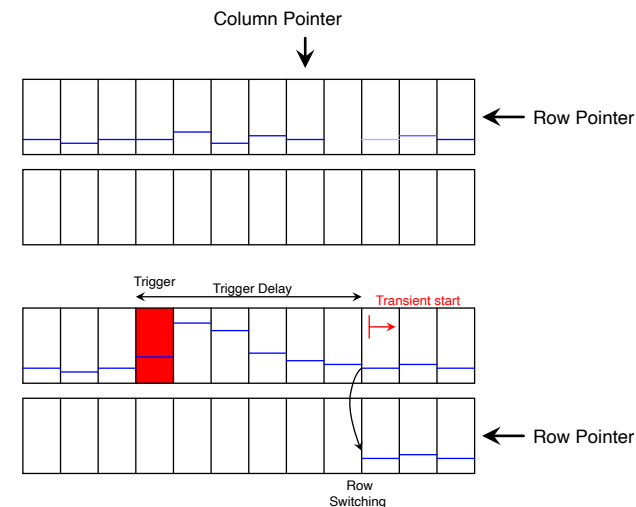 Column Pointer
Row Pointer
Trigger
Trigger Delay
Transient start
Row Pointer
Row
Switching